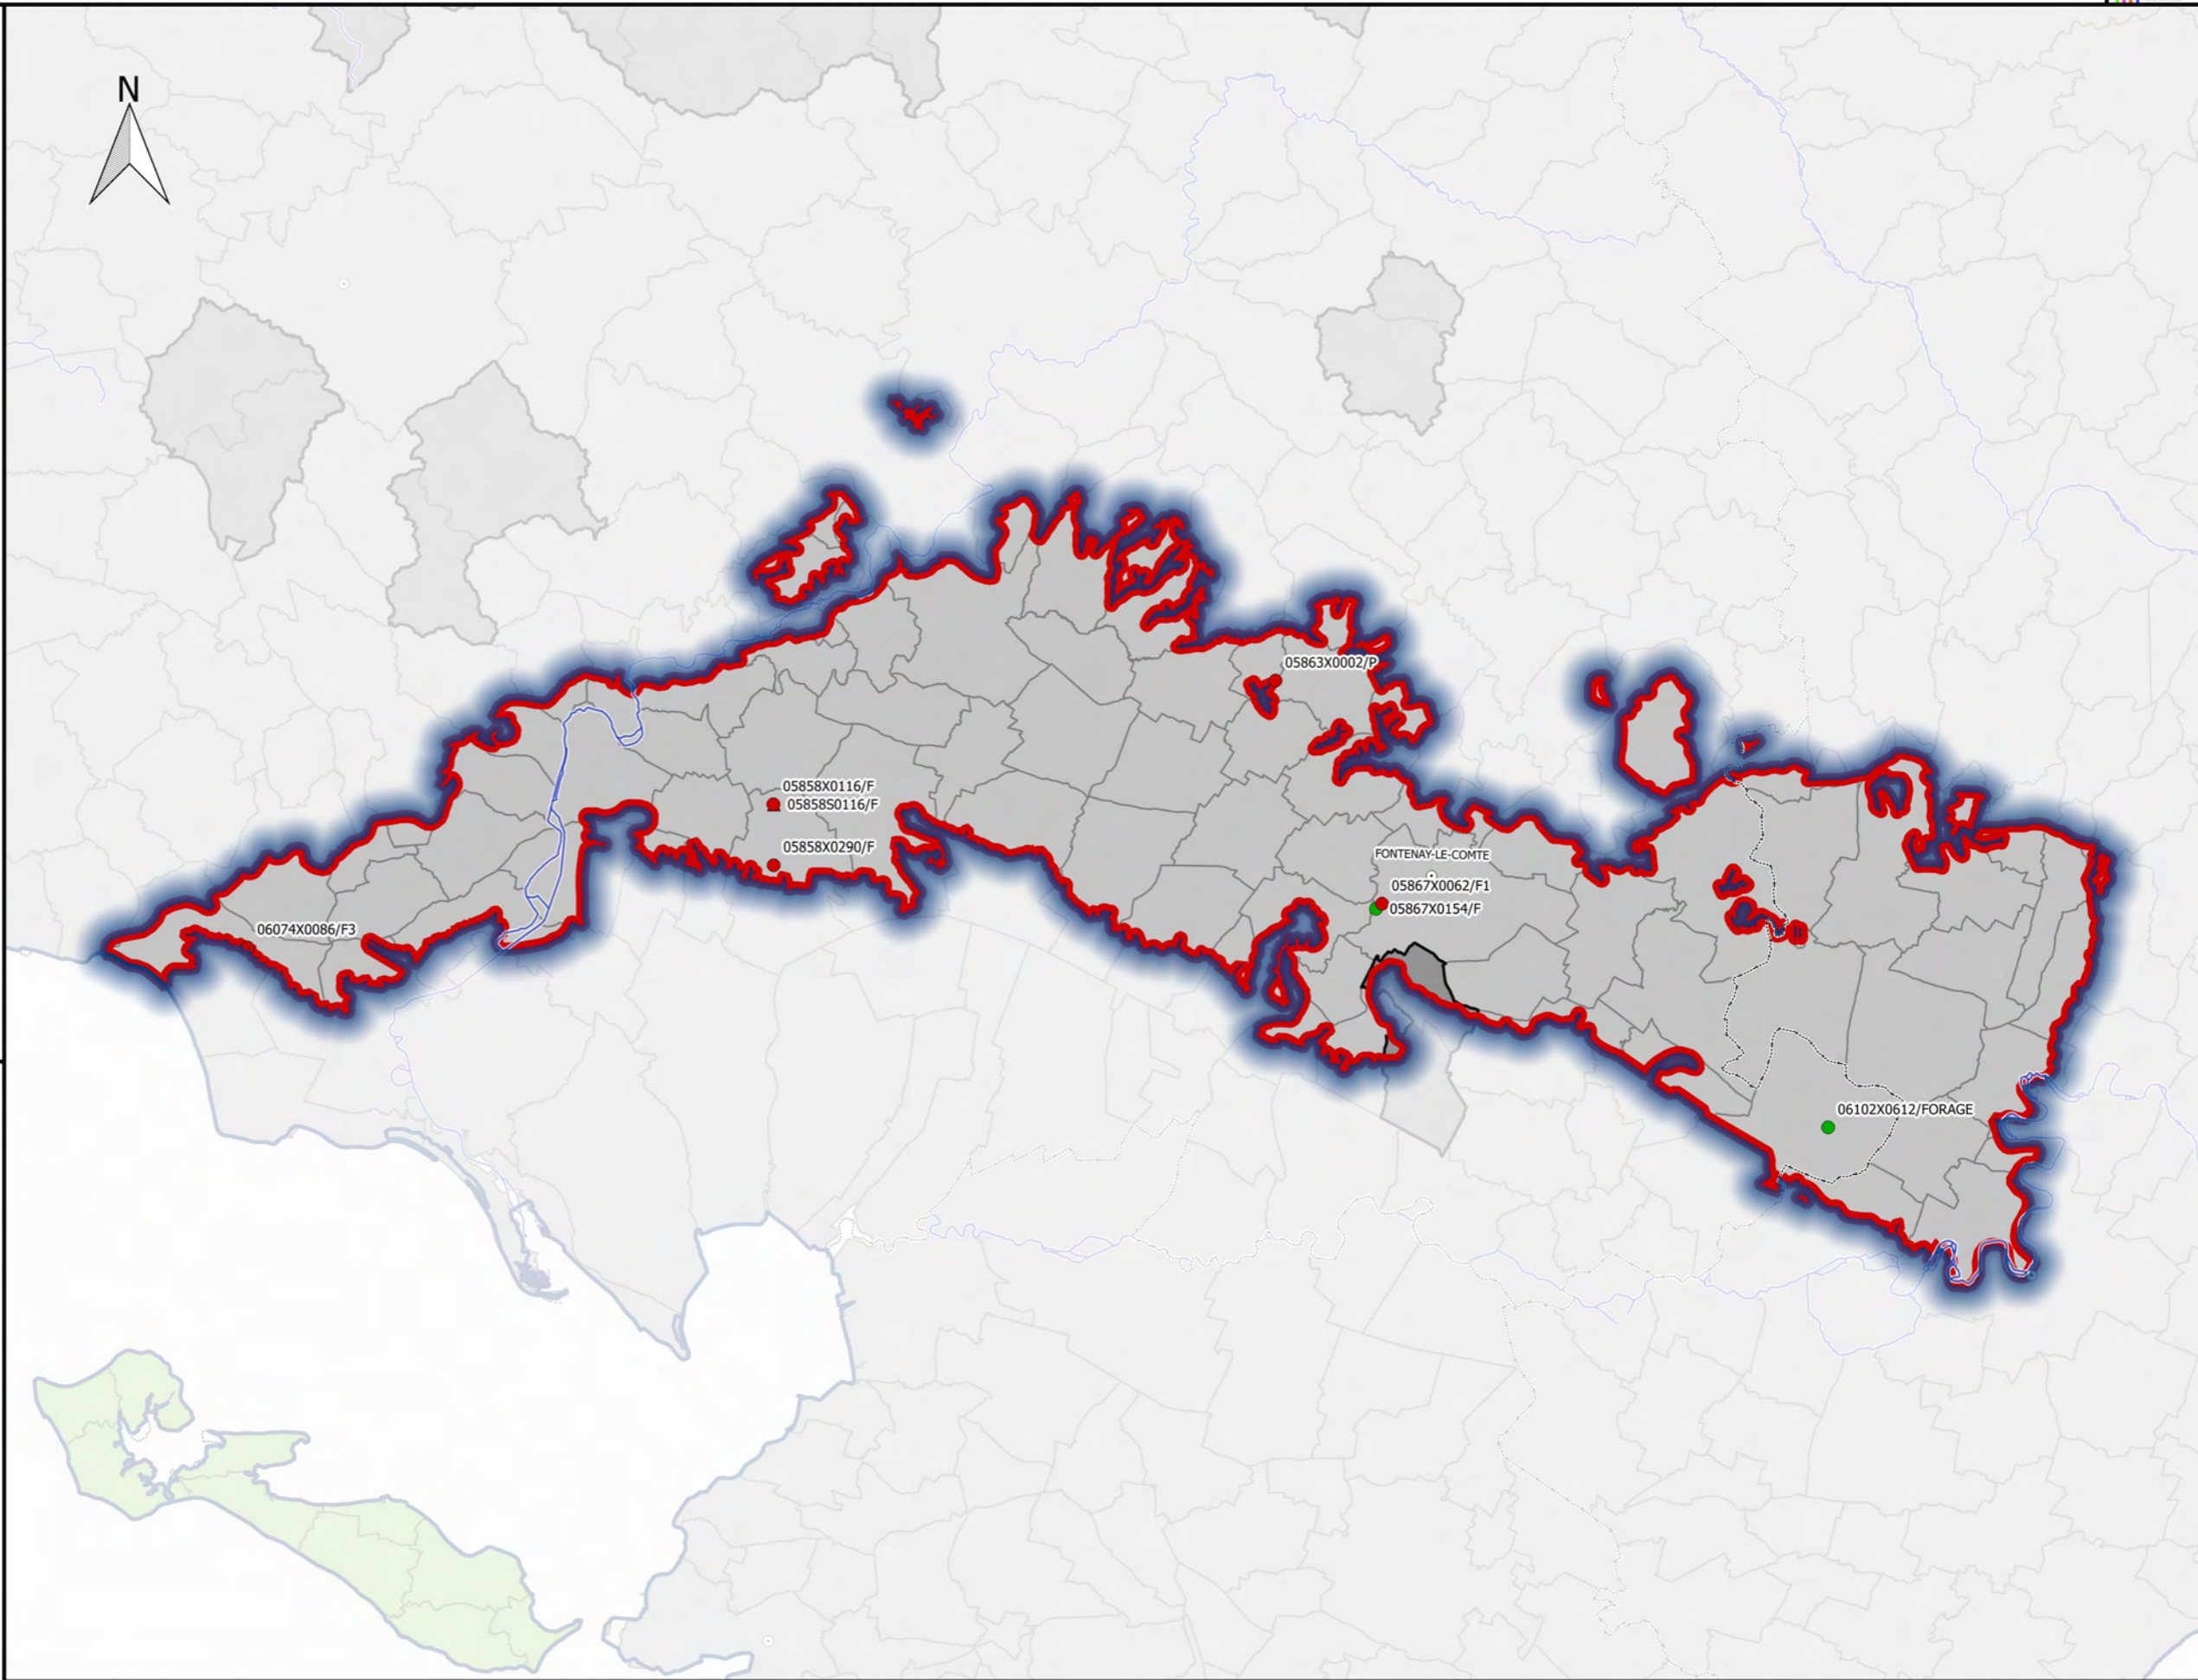 N
05863X0002/P
05858X0116/F
05858S0116/F
05858X0290/F
FONTENAY-LE-COMTE
05867X0062/F1
05867X0154/F
06074X0086/F3
06102X0612/FORAGE